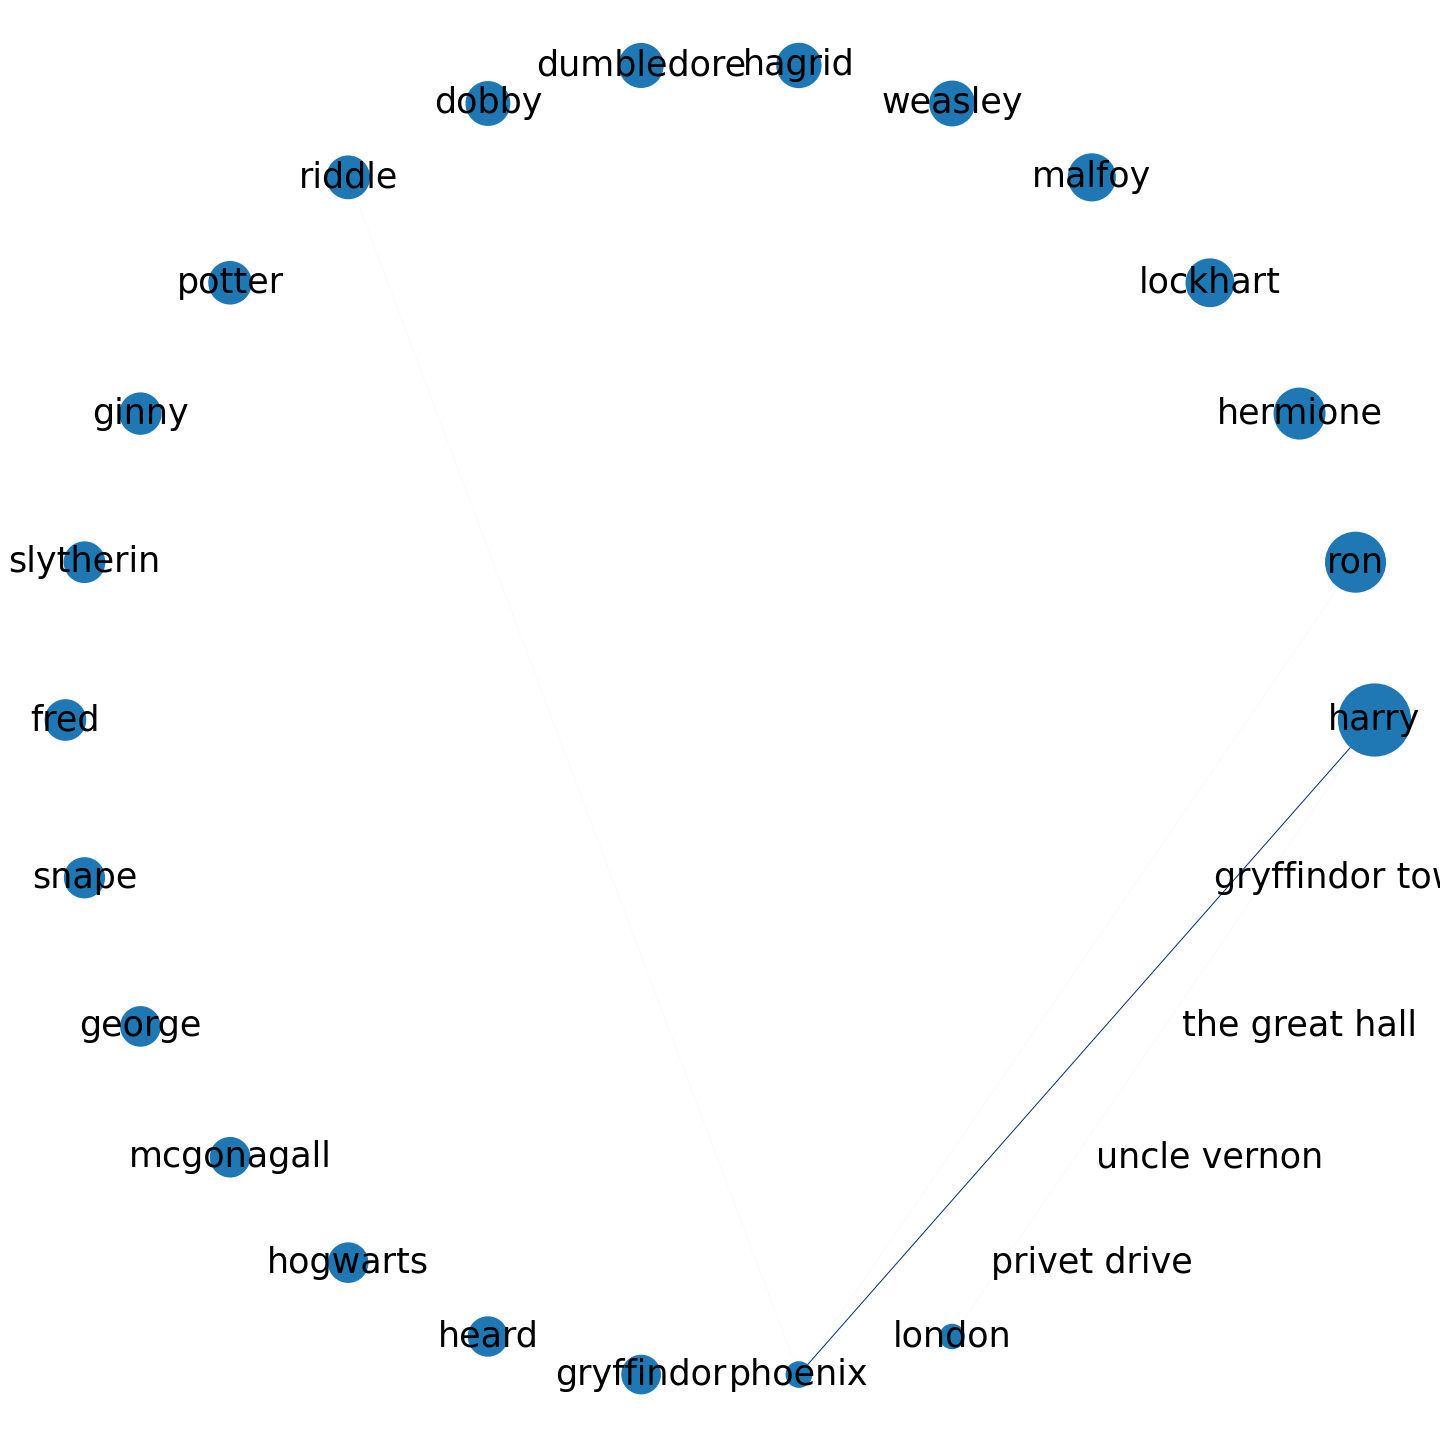 dumbledore
hagrid
dobby
weasley
riddle
malfoy
potter
lockhart
ginny
hermione
slytherin
ron
fred
harry
snape
gryffindor tow
george
the great hall
mcgonagall
uncle vernon
hogwarts
privet drive
heard
london
gryffindor
phoenix